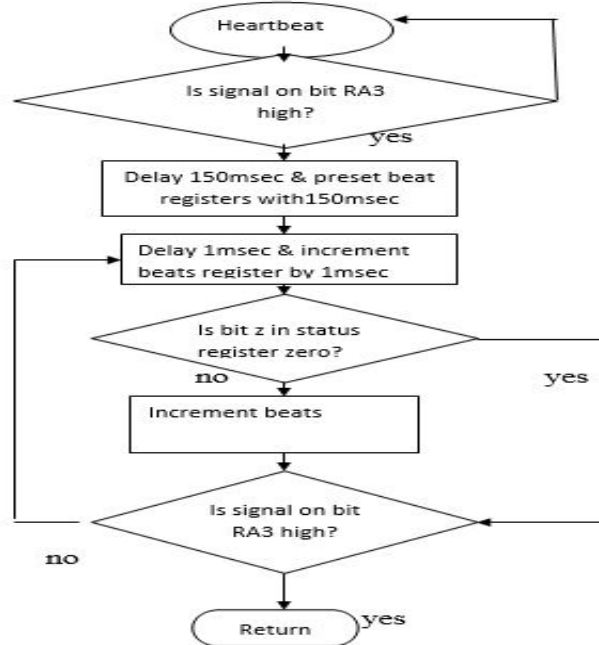 Heartbeat
Is signal on bit RA3
high?
yes
Delay 150msec & preset beat
registers with150msec
Delay 1msec & increment
beats register by 1msec
Is bit z in status
register zero?
no
yes
Increment beats
Is signal on bit
RA3 high?
no
yes
Return